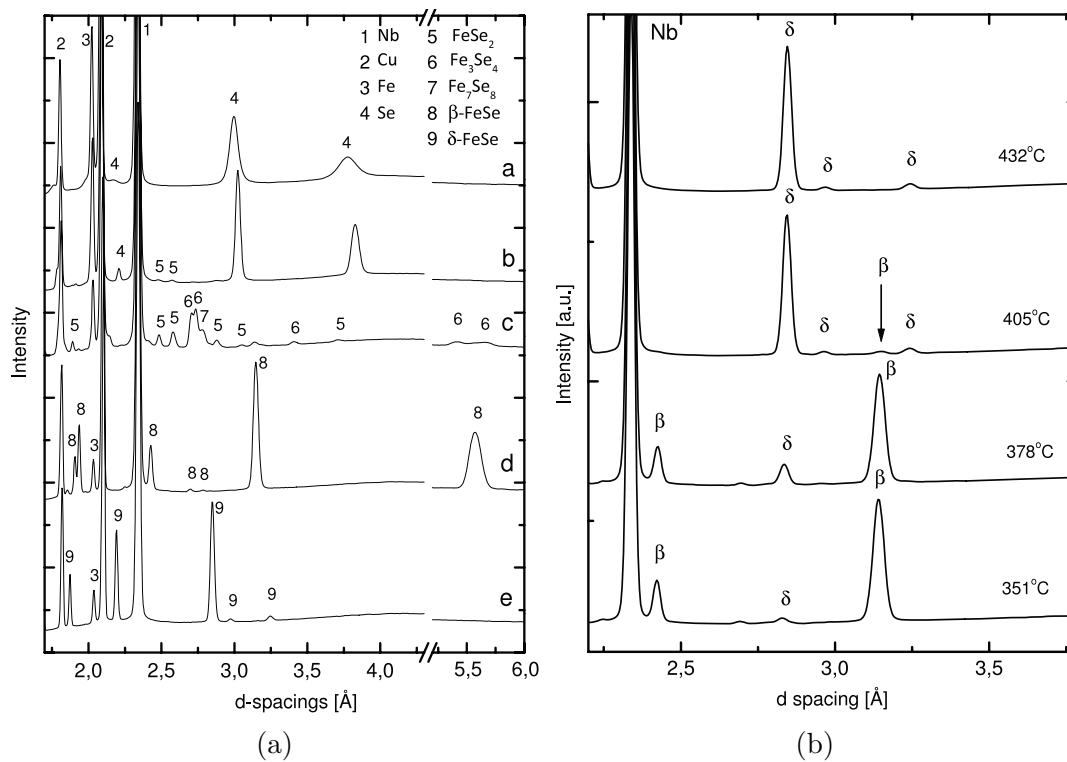 1 Nb
2 Cu
3 Fe
4 Se
5 FeSe₂
6 Fe₃Se₄
7 Fe₇Se₈
8 β-FeSe
9 δ-FeSe
2
3
2
1
4
4
4
a
4
5
5
b
5
5
5
6
6
7
5
5
6
5
6
6
c
8
8
3
8
8
8
8
8
d
9
3
9
9
9
9
e
Intensity
2,0
2,5
3,0
3,5
4,0
5,5
6,0
d-spacings [Å]
(a)
Nb
δ
δ
δ
432°C
δ
δ
β
δ
405°C
β
δ
β
378°C
β
δ
β
351°C
Intensity [a.u.]
2,5
3,0
3,5
d spacing [Å]
(b)